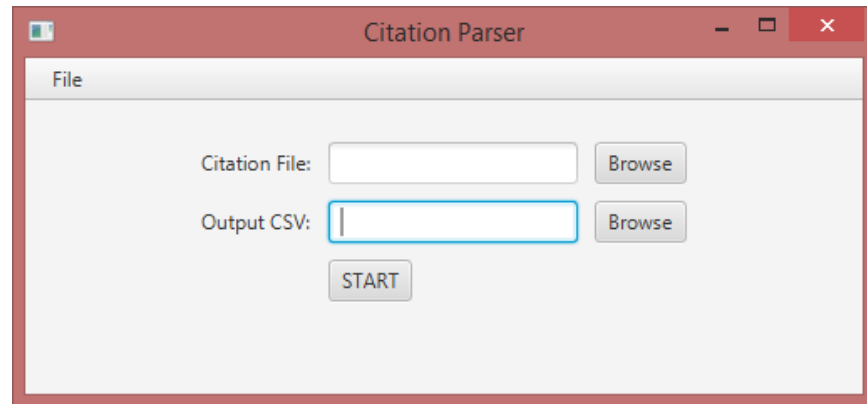 Citation Parser
File
Citation File: Browse
Output CSV: Browse
START